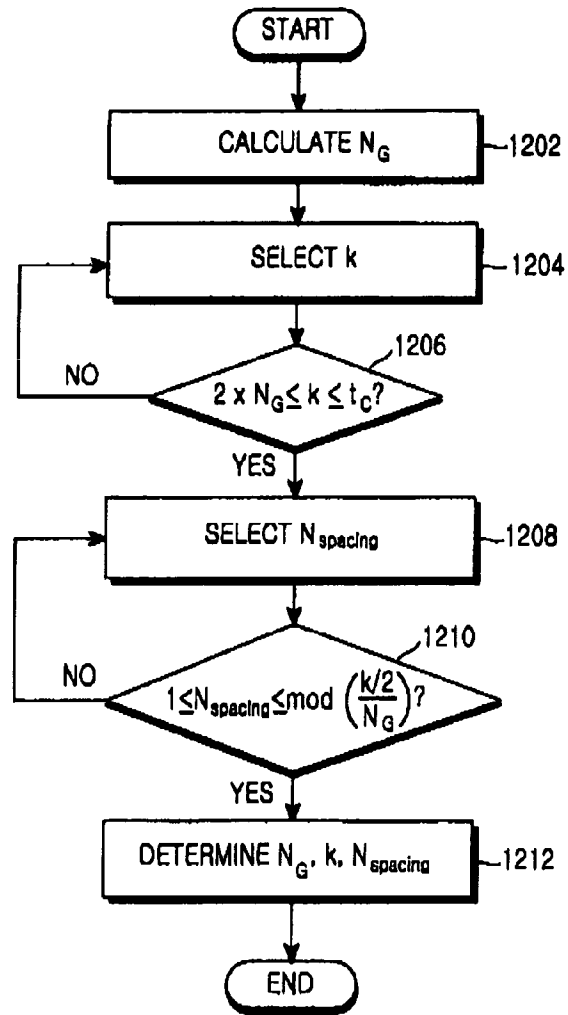 START
CALCULATE N_G
1202
SELECT k
1204
1206
2 x N_G ≤ k ≤ t_C?
NO
YES
SELECT N_spacing
1208
1210
1≤N_spacing≤mod ((k/2)/N_G)?
NO
YES
DETERMINE N_G, k, N_spacing
1212
END